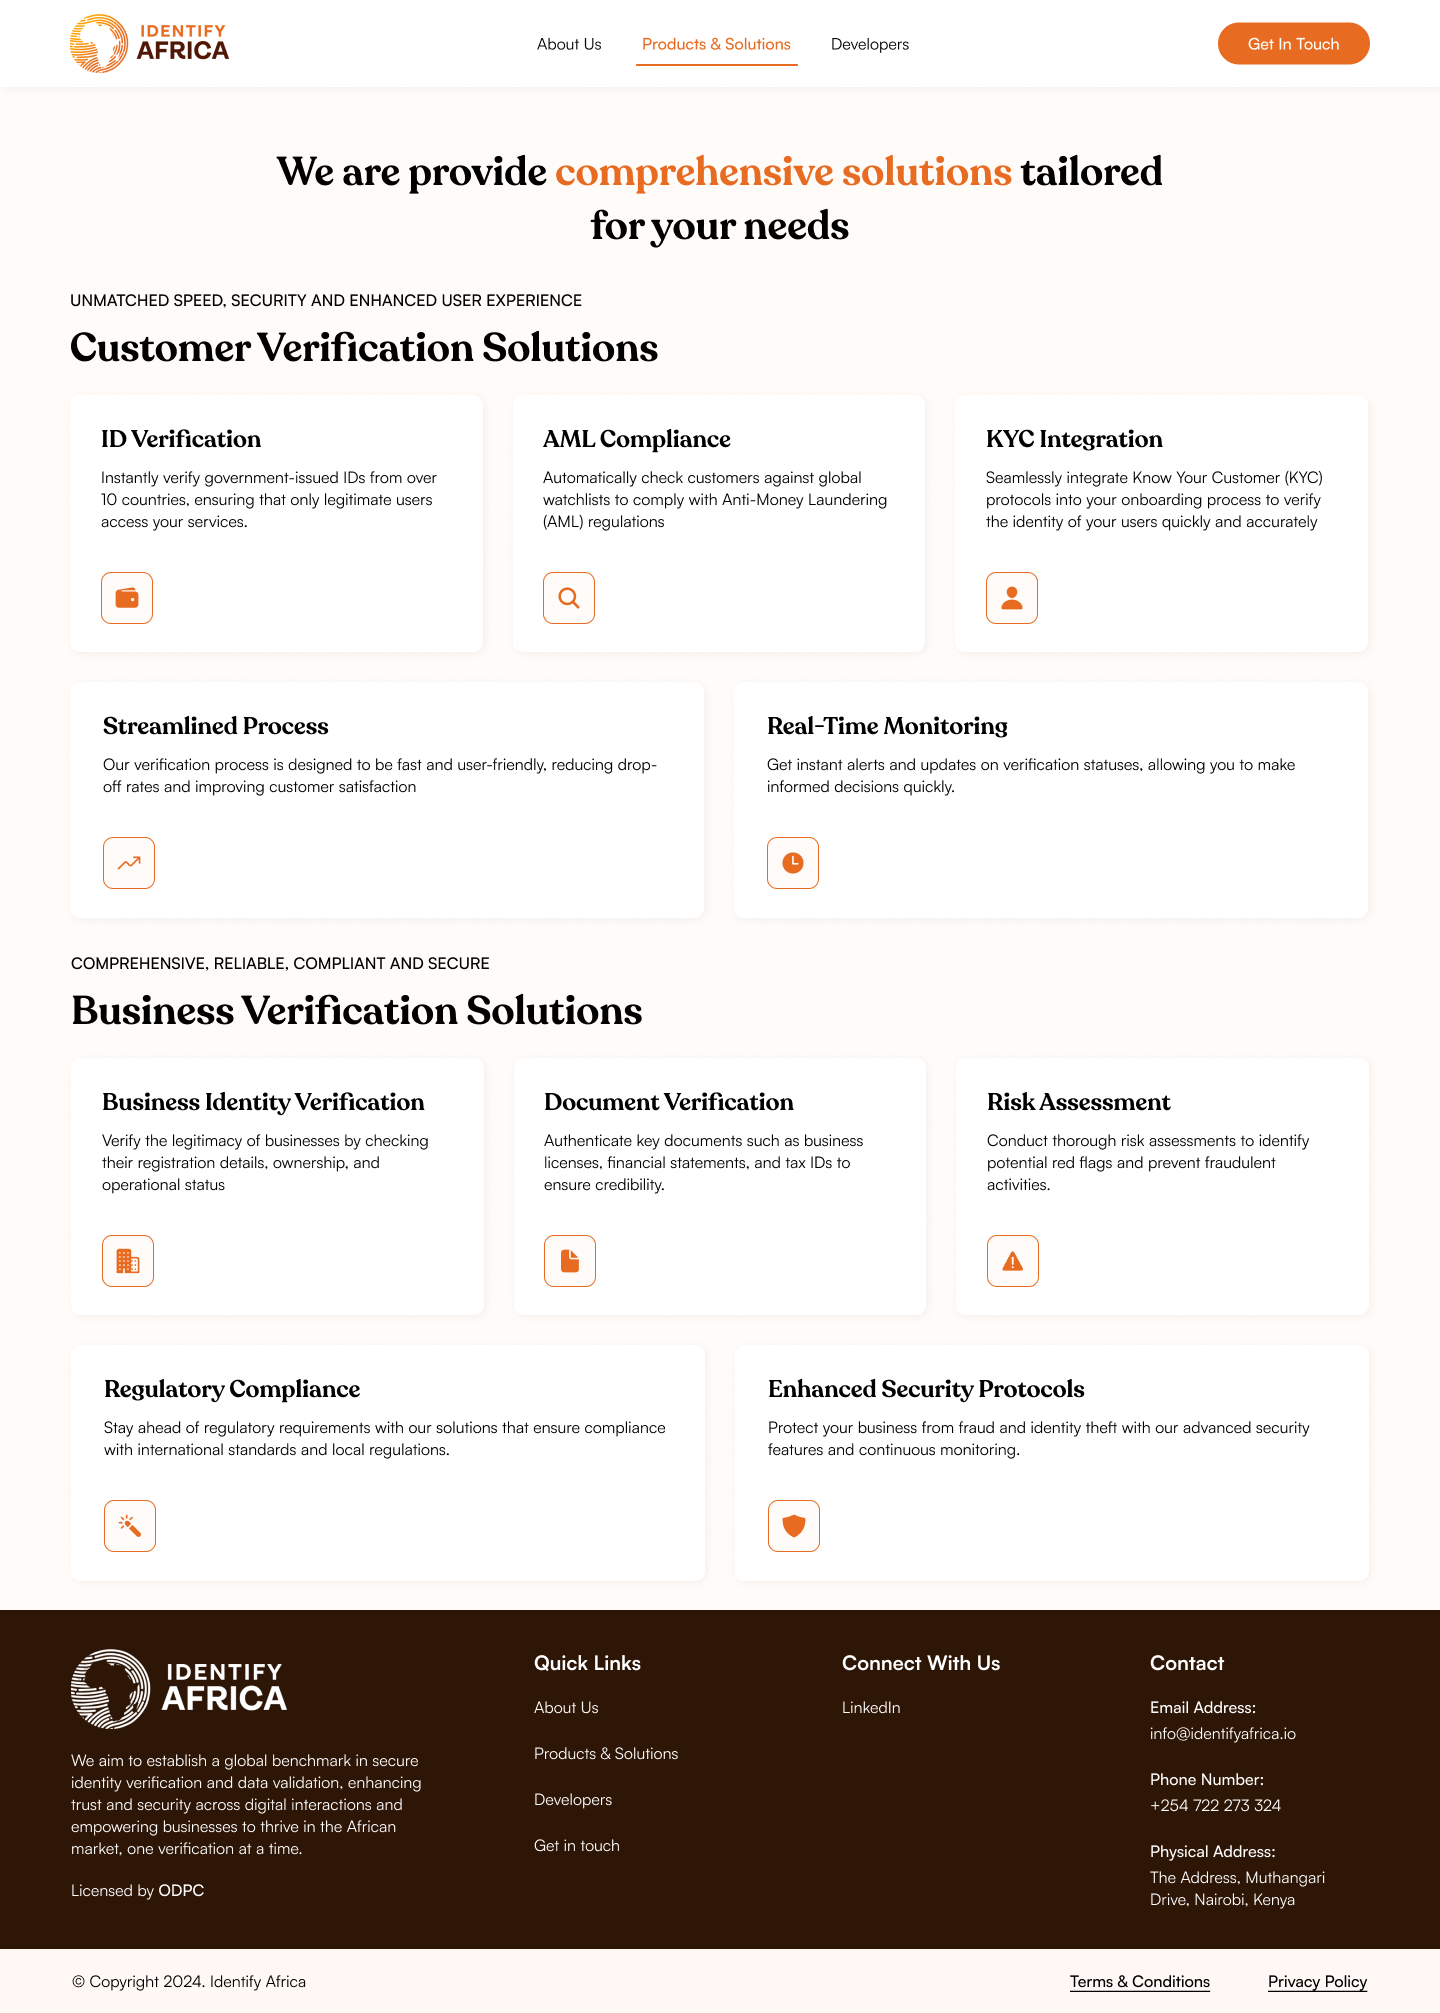 IDENTIFY
AFRICA
About Us
Products & Solutions
Developers
Get In Touch
We are provide comprehensive solutions tailored
for your needs
UNMATCHED SPEED, SECURITY AND ENHANCED USER EXPERIENCE
Customer Verification Solutions
ID Verification
Instantly verify government-issued IDs from over
10 countries, ensuring that only legitimate users
access your services.
AML Compliance
Automatically check customers against global
watchlists to comply with Anti-Money Laundering
(AML) regulations
KYC Integration
Seamlessly integrate Know Your Customer (KYC)
protocols into your onboarding process to verify
the identity of your users quickly and accurately
Streamlined Process
Our verification process is designed to be fast and user-friendly, reducing drop-
off rates and improving customer satisfaction
Real-Time Monitoring
Get instant alerts and updates on verification statuses, allowing you to make
informed decisions quickly.
COMPREHENSIVE, RELIABLE, COMPLIANT AND SECURE
Business Verification Solutions
Business Identity Verification
Verify the legitimacy of businesses by checking
their registration details, ownership, and
operational status
Document Verification
Authenticate key documents such as business
licenses, financial statements, and tax IDs to
ensure credibility.
Risk Assessment
Conduct thorough risk assessments to identify
potential red flags and prevent fraudulent
activities.
Regulatory Compliance
Stay ahead of regulatory requirements with our solutions that ensure compliance
with international standards and local regulations.
Enhanced Security Protocols
Protect your business from fraud and identity theft with our advanced security
features and continuous monitoring.
IDENTIFY
AFRICA
We aim to establish a global benchmark in secure
identity verification and data validation, enhancing
trust and security across digital interactions and
empowering businesses to thrive in the African
market, one verification at a time.
Licensed by ODPC
Quick Links
About Us
Products & Solutions
Developers
Get in touch
Connect With Us
LinkedIn
Contact
Email Address:
info@identifyafrica.io
Phone Number:
+254 722 273 324
Physical Address:
The Address, Muthangari
Drive, Nairobi, Kenya
© Copyright 2024. Identify Africa
Terms & Conditions
Privacy Policy